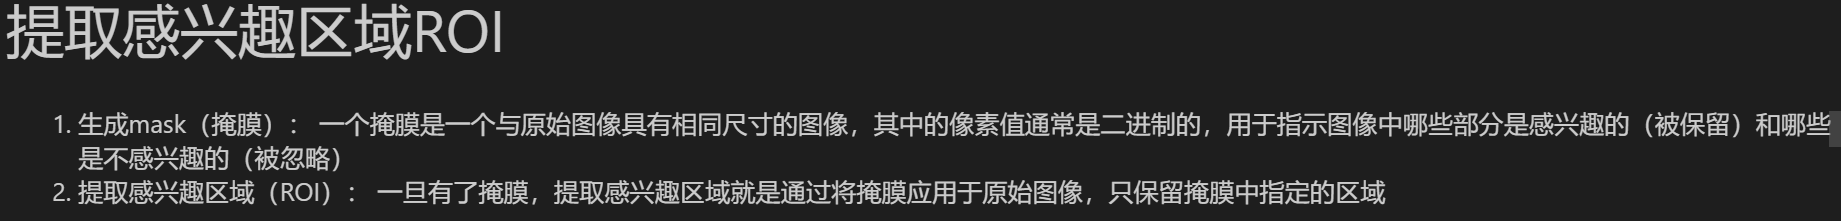 提取感兴趣区域ROI
1. 生成mask（掩膜）： 一个掩膜是一个与原始图像具有相同尺寸的图像，其中的像素值通常是二进制的，用于指示图像中哪些部分是感兴趣的（被保留）和哪些
是不感兴趣的（被忽略）
2. 提取感兴趣区域（ROI）： 一旦有了掩膜，提取感兴趣区域就是通过将掩膜应用于原始图像，只保留掩膜中指定的区域